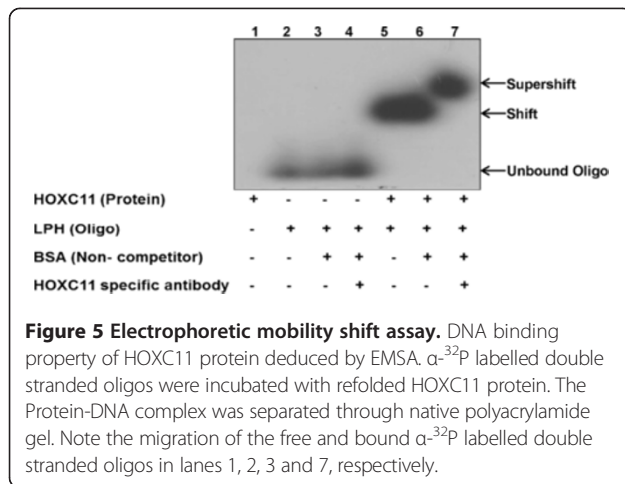 1 2 3 4 5 6 7
Supershift
Shift
Unbound Oligo
HOXC11 (Protein) + - - - + + +
LPH (Oligo) - + + + + + +
BSA (Non- competitor) - - + + - + +
HOXC11 specific antibody - - - + - - +
Figure 5 Electrophoretic mobility shift assay. DNA binding
property of HOXC11 protein deduced by EMSA. α-³²P labelled double
stranded oligos were incubated with refolded HOXC11 protein. The
Protein-DNA complex was separated through native polyacrylamide
gel. Note the migration of the free and bound α-³²P labelled double
stranded oligos in lanes 1, 2, 3 and 7, respectively.